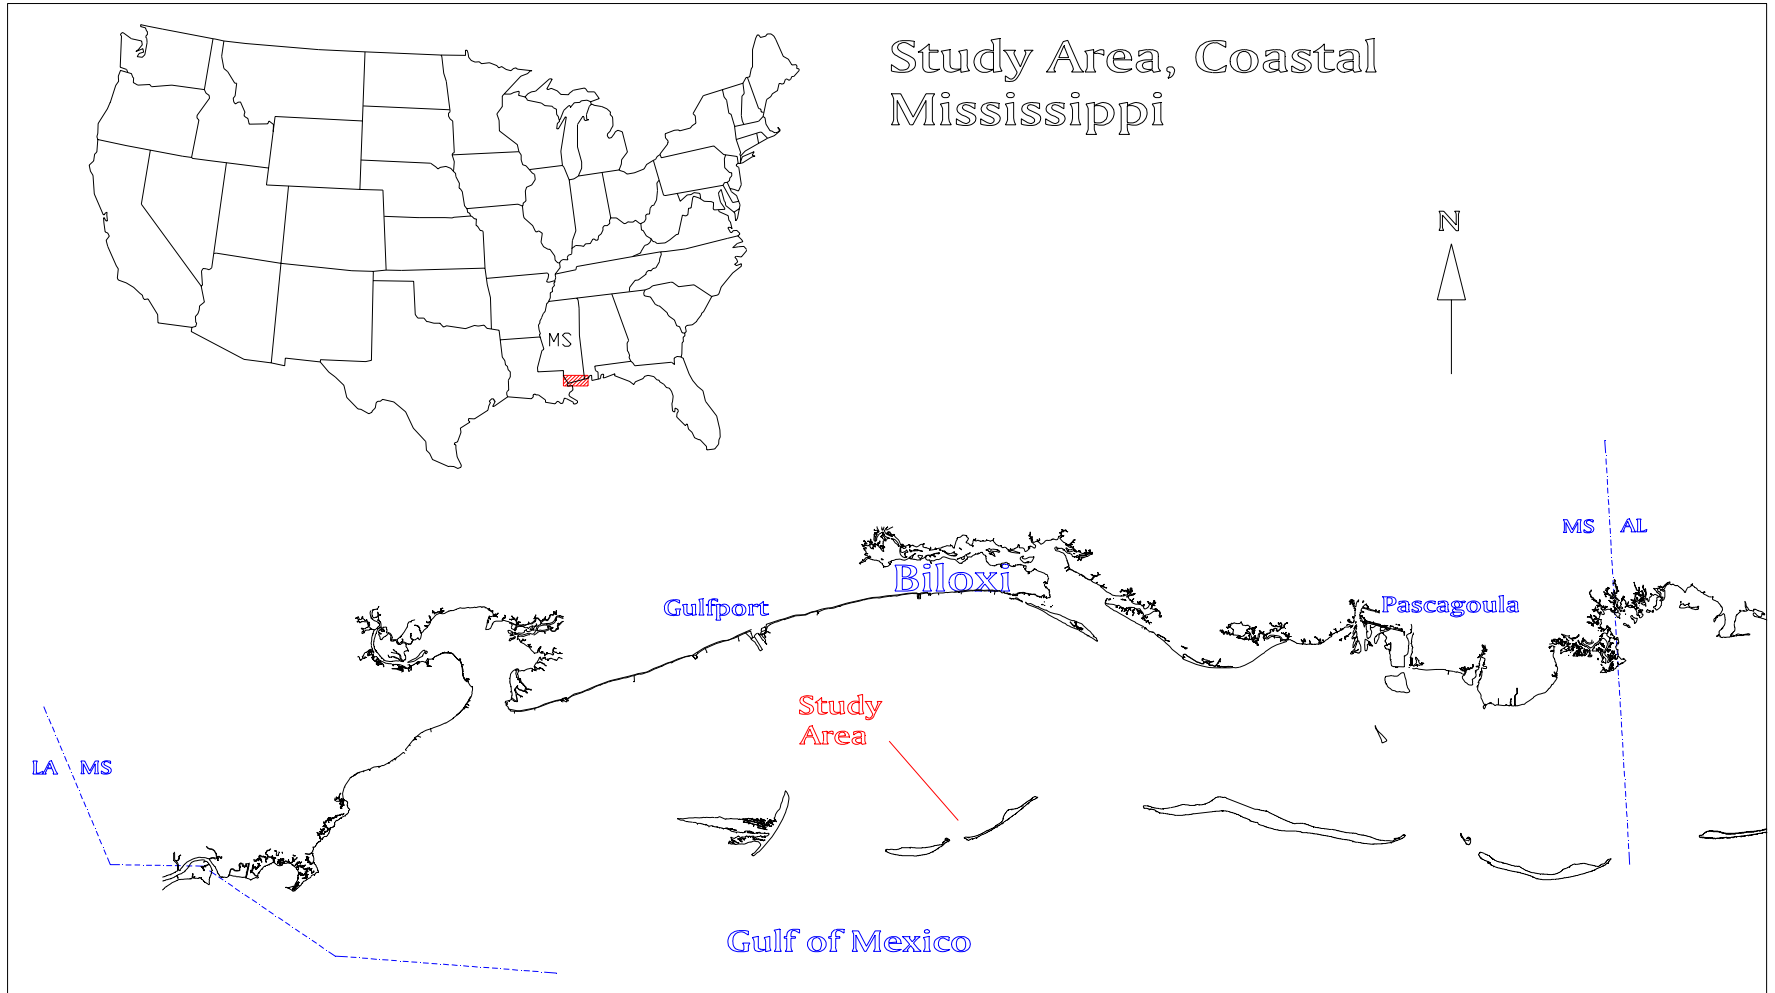 Study Area, Coastal
Mississippi
N
MS
MS AL
Biloxi
Gulfport
Pascagoula
Study
Area
LA MS
Gulf of Mexico